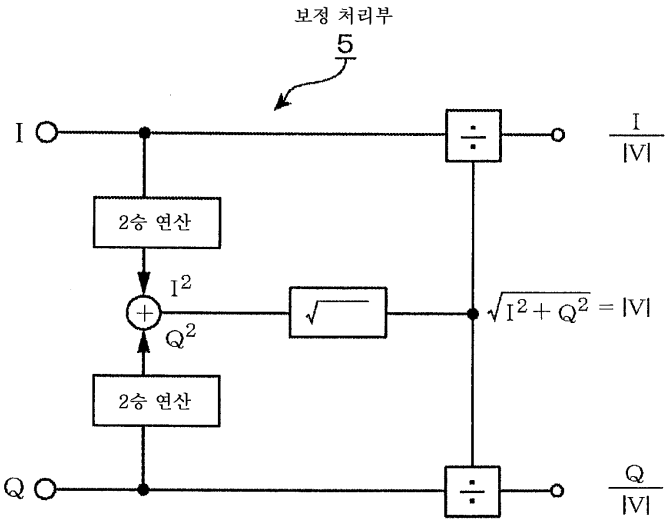 보정 처리부
5
I
÷
I
|V|
2승 연산
I²
+
Q²
√
√I² + Q² = |V|
2승 연산
Q
÷
Q
|V|